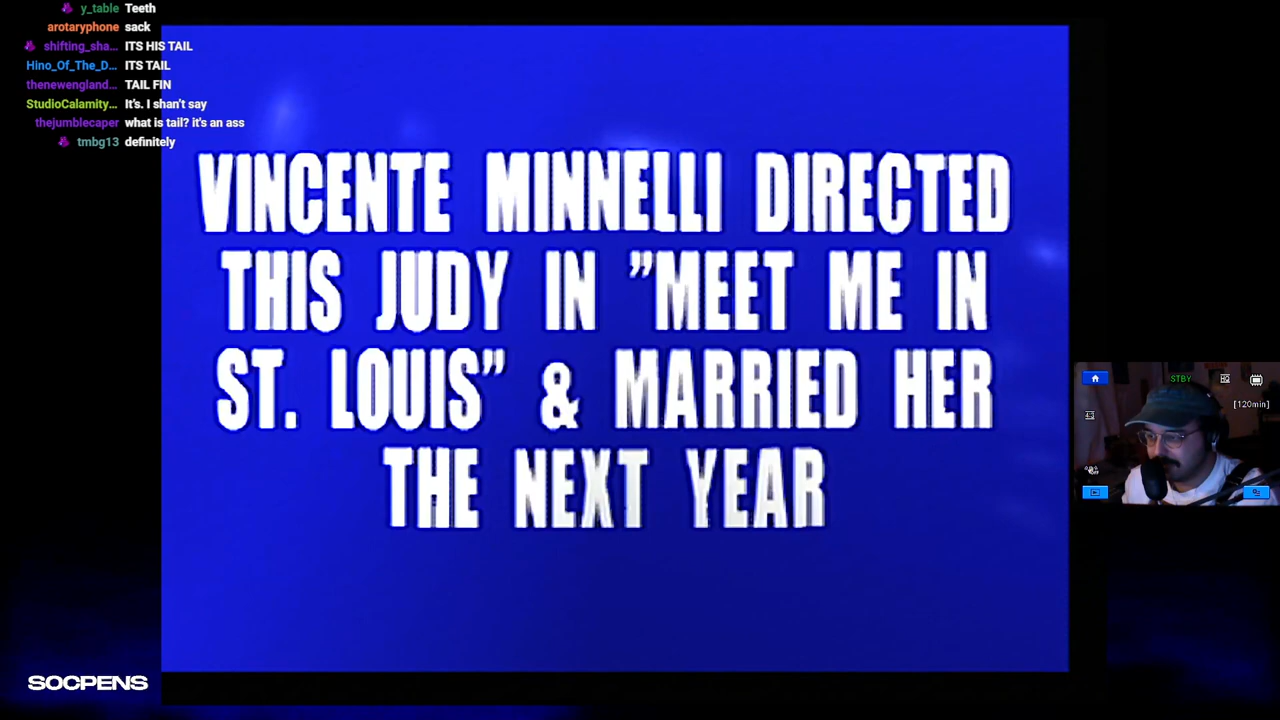 y_table Teeth
arotaryphone sack
shifting_sha... ITS HIS TAIL
Hino_Of_The_D... ITS TAIL
thenewengland... TAIL FIN
StudioCalamity... It's. I shan't say
thejumblecaper what is tail? it's an ass
tmbg13 definitely
VINCENTE MINNELLI DIRECTED
THIS JUDY IN "MEET ME IN
ST. LOUIS" & MARRIED HER
THE NEXT YEAR
STBY
[120min]
SOCPENS